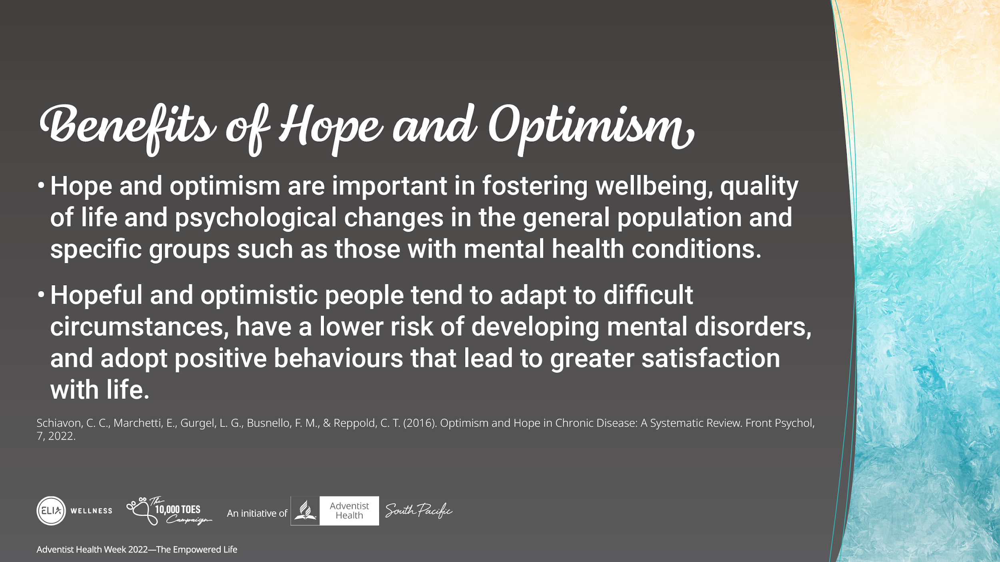 Benefits of Hope and Optimism
• Hope and optimism are important in fostering wellbeing, quality
of life and psychological changes in the general population and
specific groups such as those with mental health conditions.
• Hopeful and optimistic people tend to adapt to difficult
circumstances, have a lower risk of developing mental disorders,
and adopt positive behaviours that lead to greater satisfaction
with life.
Schiavon, C. C., Marchetti, E., Gurgel, L. G., Busnello, F. M., & Reppold, C. T. (2016). Optimism and Hope in Chronic Disease: A Systematic Review. Front Psychol,
7, 2022.
ELIA WELLNESS
The
10,000 TOES
Campaign
An initiative of
Adventist
Health
South Pacific
Adventist Health Week 2022—The Empowered Life